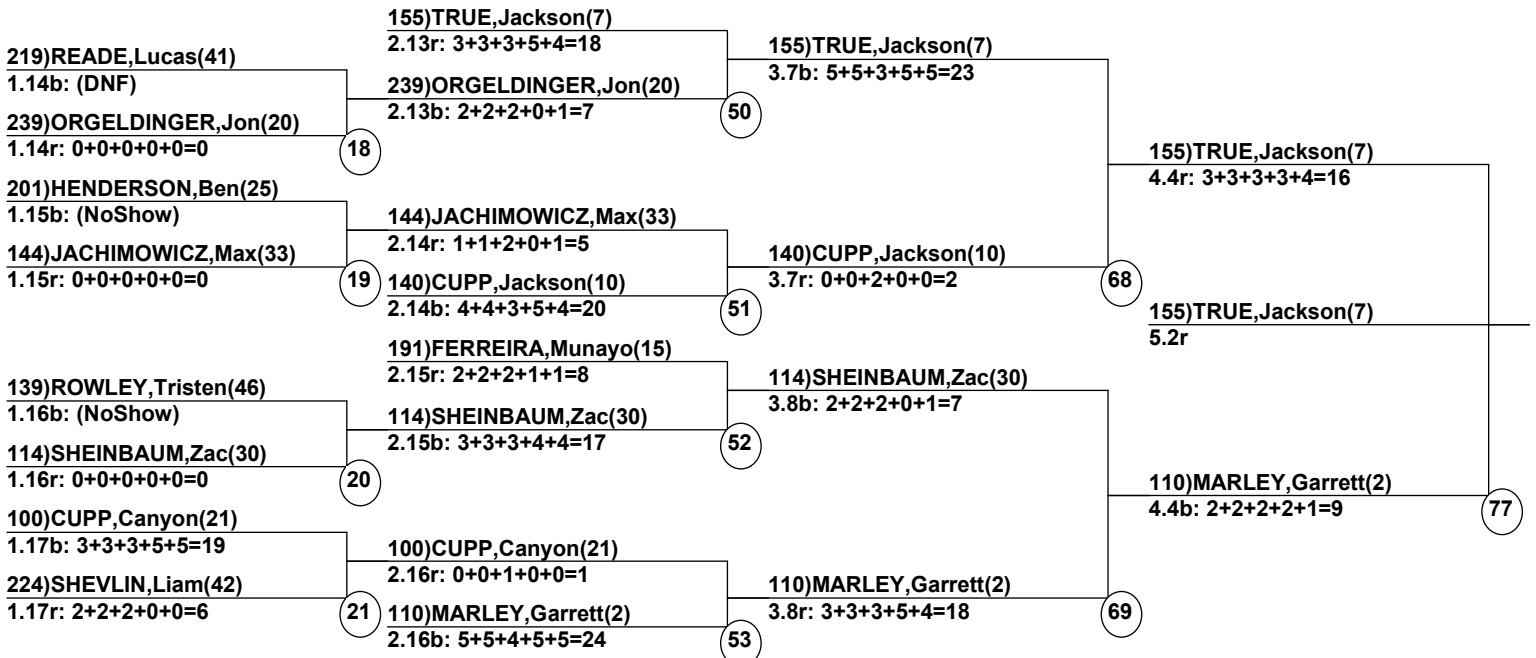 219)READE,Lucas(41)
1.14b: (DNF)
239)ORGELDINGER,Jon(20)
1.14r: 0+0+0+0+0=0
18
201)HENDERSON,Ben(25)
1.15b: (NoShow)
144)JACHIMOWICZ,Max(33)
1.15r: 0+0+0+0+0=0
19
139)ROWLEY,Tristen(46)
1.16b: (NoShow)
114)SHEINBAUM,Zac(30)
1.16r: 0+0+0+0+0=0
20
100)CUPP,Canyon(21)
1.17b: 3+3+3+5+5=19
224)SHEVLIN,Liam(42)
1.17r: 2+2+2+0+0=6
21
155)TRUE,Jackson(7)
2.13r: 3+3+3+5+4=18
239)ORGELDINGER,Jon(20)
2.13b: 2+2+2+0+1=7
50
144)JACHIMOWICZ,Max(33)
2.14r: 1+1+2+0+1=5
140)CUPP,Jackson(10)
2.14b: 4+4+3+5+4=20
51
191)FERREIRA,Munayo(15)
2.15r: 2+2+2+1+1=8
114)SHEINBAUM,Zac(30)
2.15b: 3+3+3+4+4=17
52
100)CUPP,Canyon(21)
2.16r: 0+0+1+0+0=1
110)MARLEY,Garrett(2)
2.16b: 5+5+4+5+5=24
53
155)TRUE,Jackson(7)
3.7b: 5+5+3+5+5=23
140)CUPP,Jackson(10)
3.7r: 0+0+2+0+0=2
68
114)SHEINBAUM,Zac(30)
3.8b: 2+2+2+0+1=7
110)MARLEY,Garrett(2)
3.8r: 3+3+3+5+4=18
69
155)TRUE,Jackson(7)
4.4r: 3+3+3+3+4=16
155)TRUE,Jackson(7)
5.2r
110)MARLEY,Garrett(2)
4.4b: 2+2+2+2+1=9
77